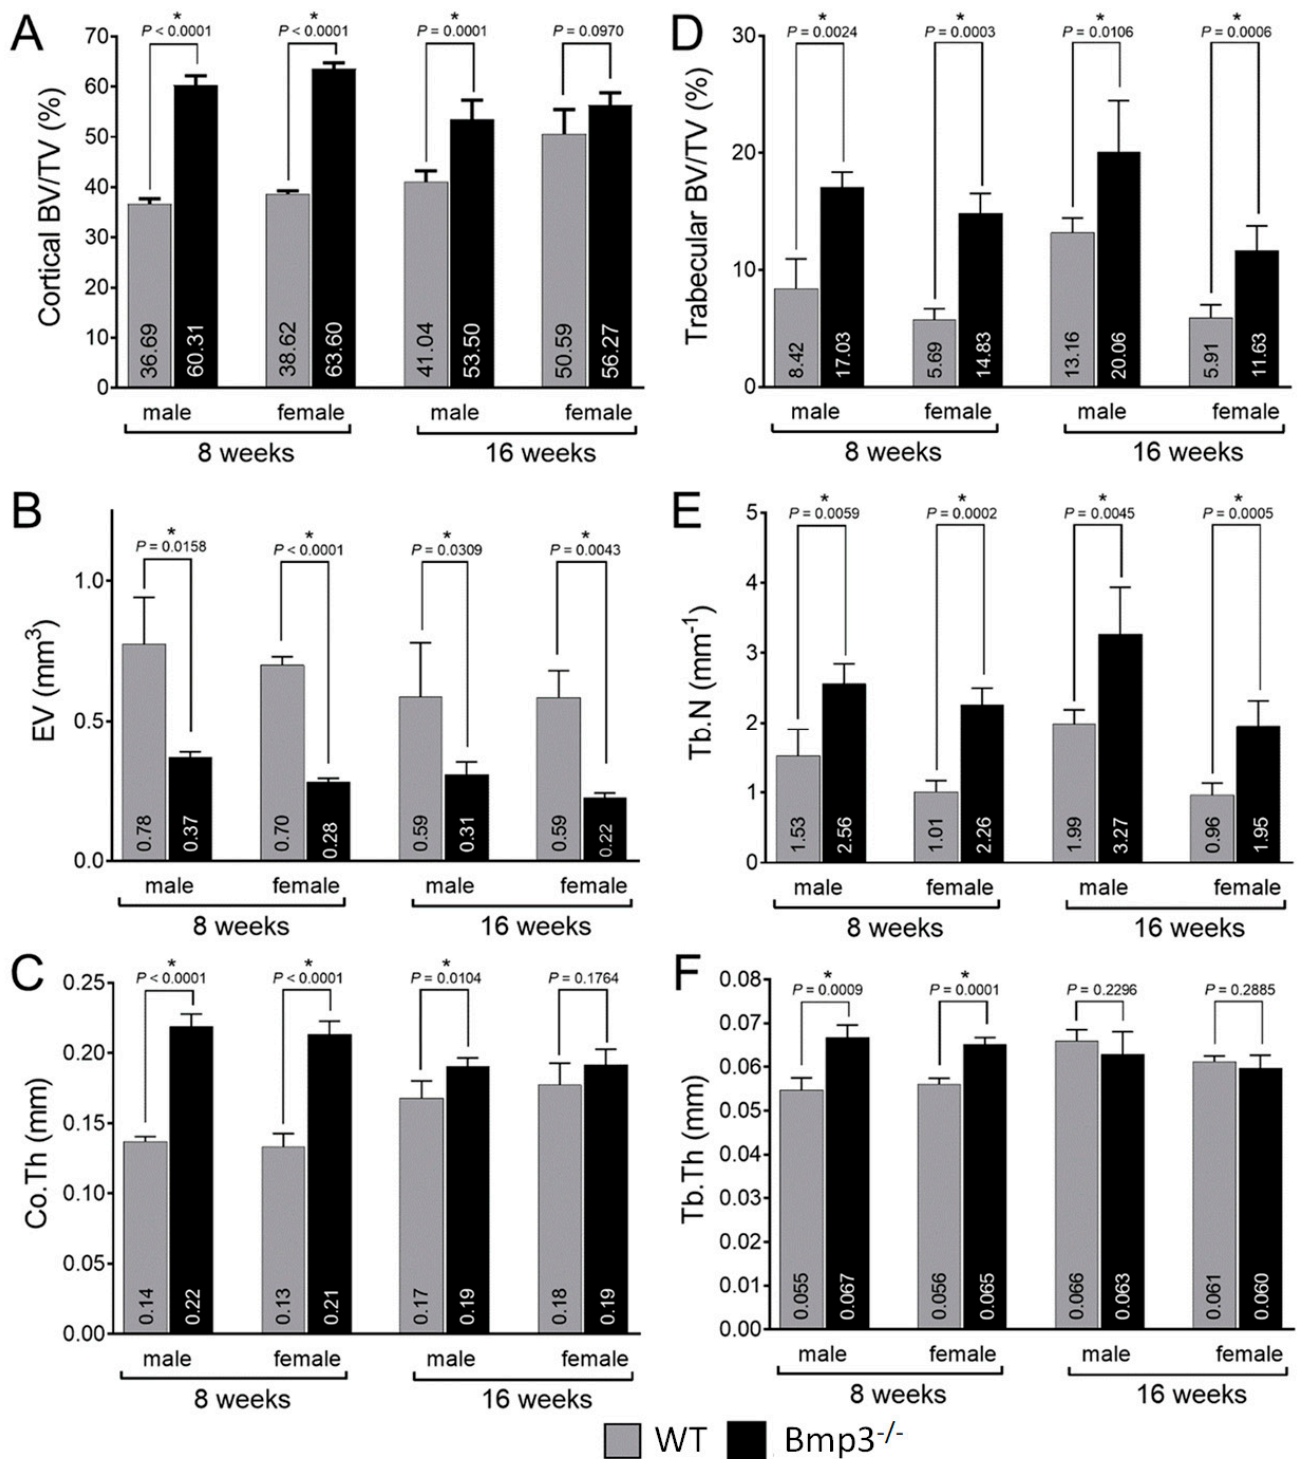 A
Cortical BV/TV (%)
70
60
50
40
30
20
10
0
*
P < 0.0001
*
P < 0.0001
*
P = 0.0001
P = 0.0970
36.69
60.31
38.62
63.60
41.04
53.50
50.59
56.27
male
female
male
female
8 weeks
16 weeks
D
Trabecular BV/TV (%)
30
20
10
0
*
P = 0.0024
*
P = 0.0003
*
P = 0.0106
*
P = 0.0006
8.42
17.03
5.69
14.83
13.16
20.06
5.91
11.63
male
female
male
female
8 weeks
16 weeks
B
EV (mm³)
1.0
0.5
0.0
*
P = 0.0158
*
P < 0.0001
*
P = 0.0309
*
P = 0.0043
0.78
0.37
0.70
0.28
0.59
0.31
0.59
0.22
male
female
male
female
8 weeks
16 weeks
E
Tb.N (mm⁻¹)
5
4
3
2
1
0
*
P = 0.0059
*
P = 0.0002
*
P = 0.0045
*
P = 0.0005
1.53
2.56
1.01
2.26
1.99
3.27
0.96
1.95
male
female
male
female
8 weeks
16 weeks
C
Co.Th (mm)
0.25
0.20
0.15
0.10
0.05
0.00
*
P < 0.0001
*
P < 0.0001
*
P = 0.0104
P = 0.1764
0.14
0.22
0.13
0.21
0.17
0.19
0.18
0.19
male
female
male
female
8 weeks
16 weeks
F
Tb.Th (mm)
0.08
0.07
0.06
0.05
0.04
0.03
0.02
0.01
0.00
*
P = 0.0009
*
P = 0.0001
P = 0.2296
P = 0.2885
0.055
0.067
0.056
0.065
0.066
0.063
0.061
0.060
male
female
male
female
8 weeks
16 weeks
WT
Bmp3⁻/⁻